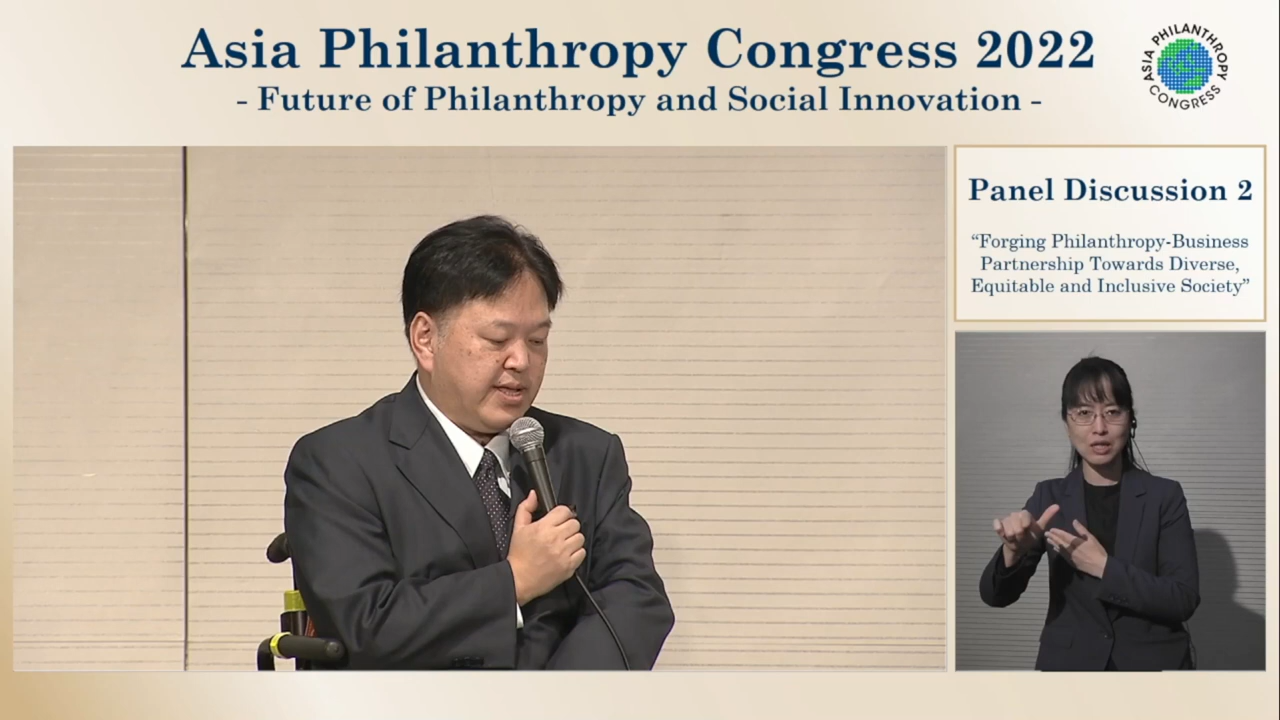 Asia Philanthropy Congress 2022
- Future of Philanthropy and Social Innovation -
ASIA PHILANTHROPY CONGRESS
Panel Discussion 2
“Forging Philanthropy-Business
Partnership Towards Diverse,
Equitable and Inclusive Society”